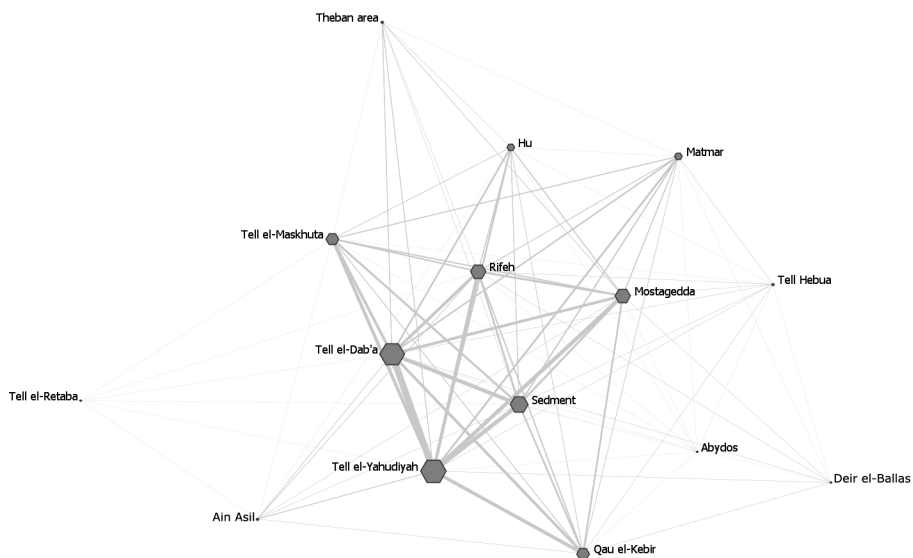 Theban area
Hu
Matmar
Tell el-Maskhuta
Rifeh
Tell Hebua
Mostagedda
Tell el-Dab'a
Tell el-Retaba
Sedment
Abydos
Tell el-Yahudiyah
Deir el-Ballas
Ain Asil
Qau el-Kebir